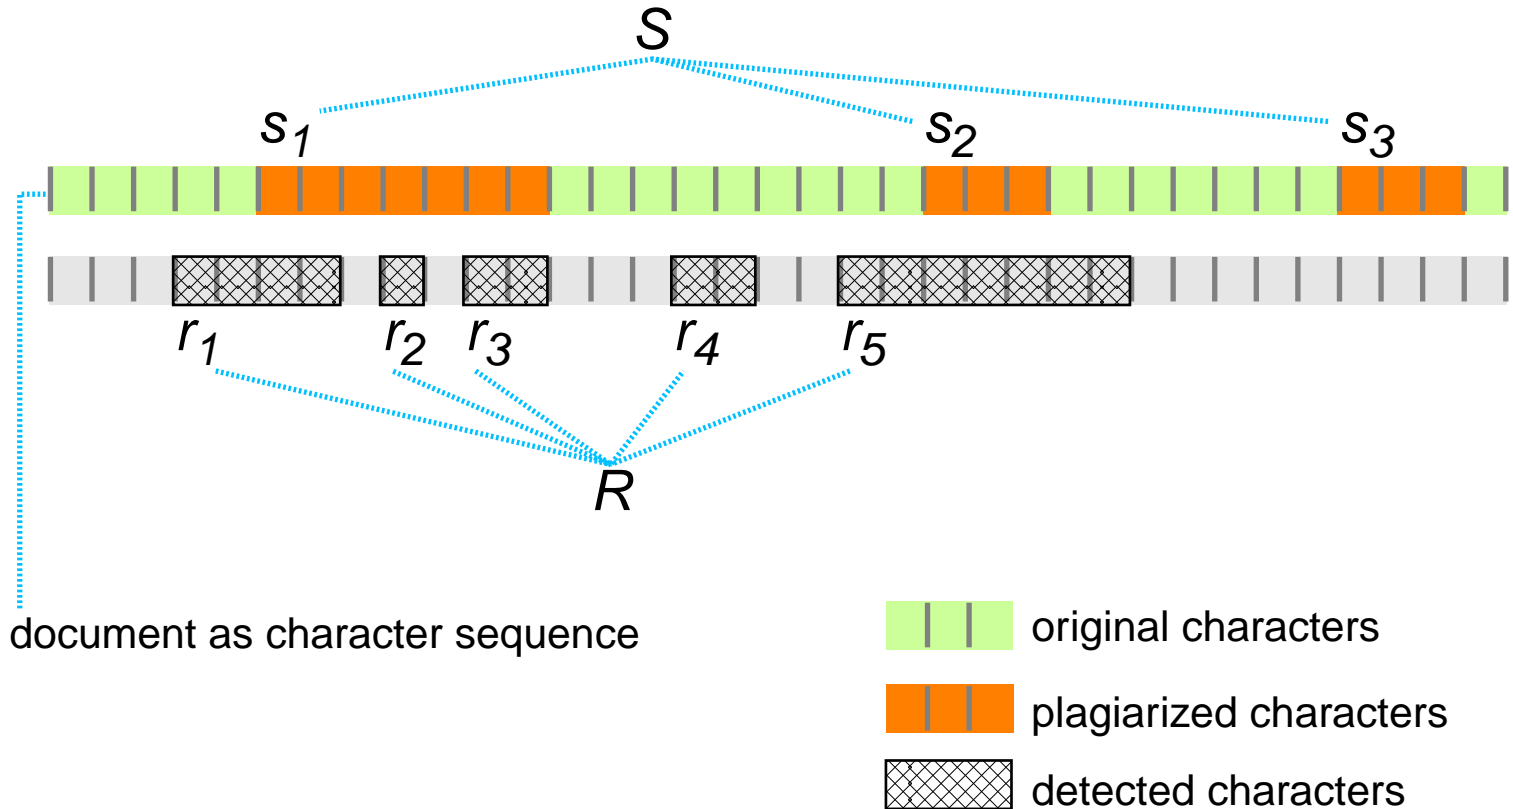 S
s1 s2 s3
r1 r2 r3 r4 r5
R
document as character sequence
original characters
plagiarized characters
detected characters